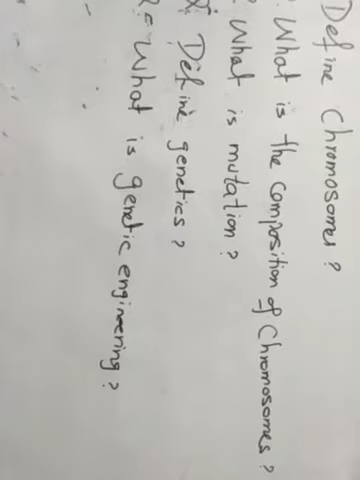 Define Chromosomes?
What is the Composition of Chromosomes?
What is mutation?
Define genetics?
What is genetic engineering?